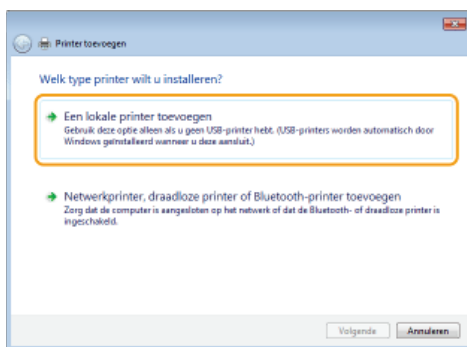 Printer toevoegen
Welk type printer wilt u installeren?
Een lokale printer toevoegen
Gebruik deze optie alleen als u geen USB-printer hebt. (USB-printers worden automatisch door
Windows geïnstalleerd wanneer u deze aansluit.)
Netwerkprinter, draadloze printer of Bluetooth-printer toevoegen
Zorg dat de computer is aangesloten op het netwerk of dat de Bluetooth- of draadloze printer is
ingeschakeld.
Volgende Annuleren